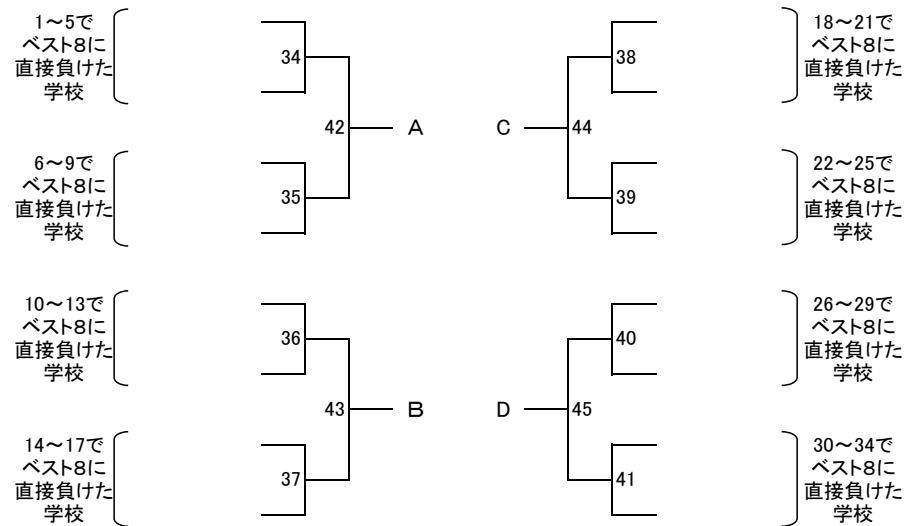 1～5で
ベスト8に
直接負けた
学校
34
42
A
6～9で
ベスト8に
直接負けた
学校
35
10～13で
ベスト8に
直接負けた
学校
36
43
B
14～17で
ベスト8に
直接負けた
学校
37
18～21で
ベスト8に
直接負けた
学校
38
C
44
22～25で
ベスト8に
直接負けた
学校
39
26～29で
ベスト8に
直接負けた
学校
40
D
45
30～34で
ベスト8に
直接負けた
学校
41